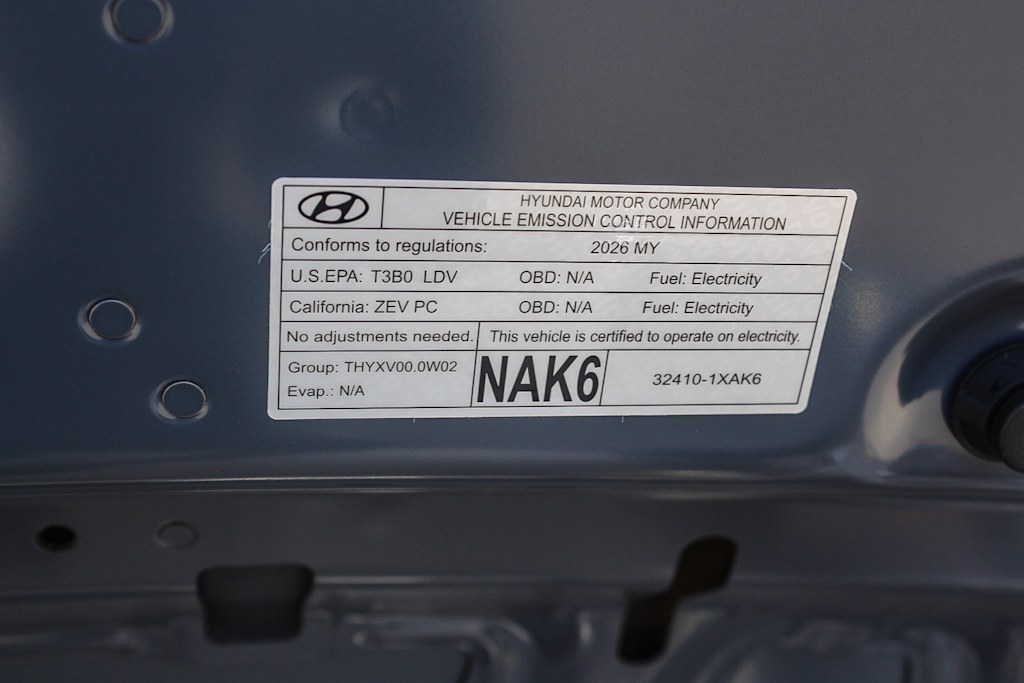 HYUNDAI MOTOR COMPANY
VEHICLE EMISSION CONTROL INFORMATION
Conforms to regulations: 2026 MY
U.S.EPA: T3B0 LDV OBD: N/A Fuel: Electricity
California: ZEV PC OBD: N/A Fuel: Electricity
No adjustments needed. This vehicle is certified to operate on electricity.
Group: THYXV00.0W02
Evap.: N/A
NAK6
32410-1XAK6